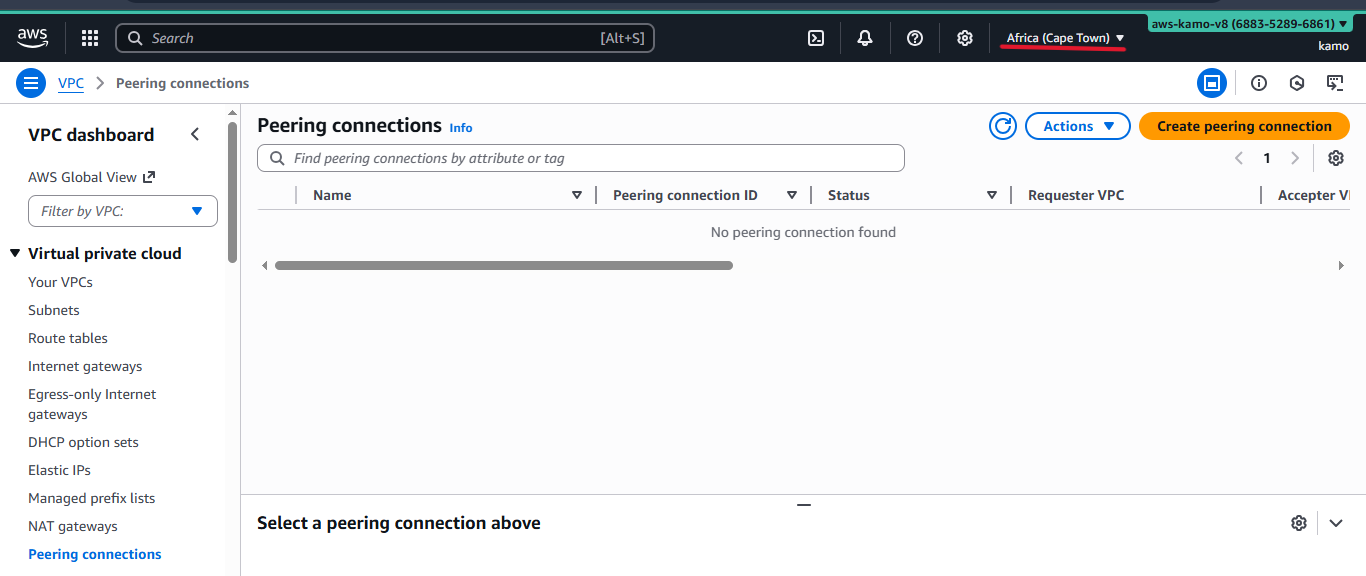 aws
Search
[Alt+S]
Africa (Cape Town)
aws-kamo-v8 (6883-5289-6861)
kamo
VPC
Peering connections
VPC dashboard
AWS Global View
Filter by VPC:
Virtual private cloud
Your VPCs
Subnets
Route tables
Internet gateways
Egress-only Internet
gateways
DHCP option sets
Elastic IPs
Managed prefix lists
NAT gateways
Peering connections
Peering connections Info
Actions
Create peering connection
Find peering connections by attribute or tag
1
Name
Peering connection ID
Status
Requester VPC
Accepter
No peering connection found
Select a peering connection above